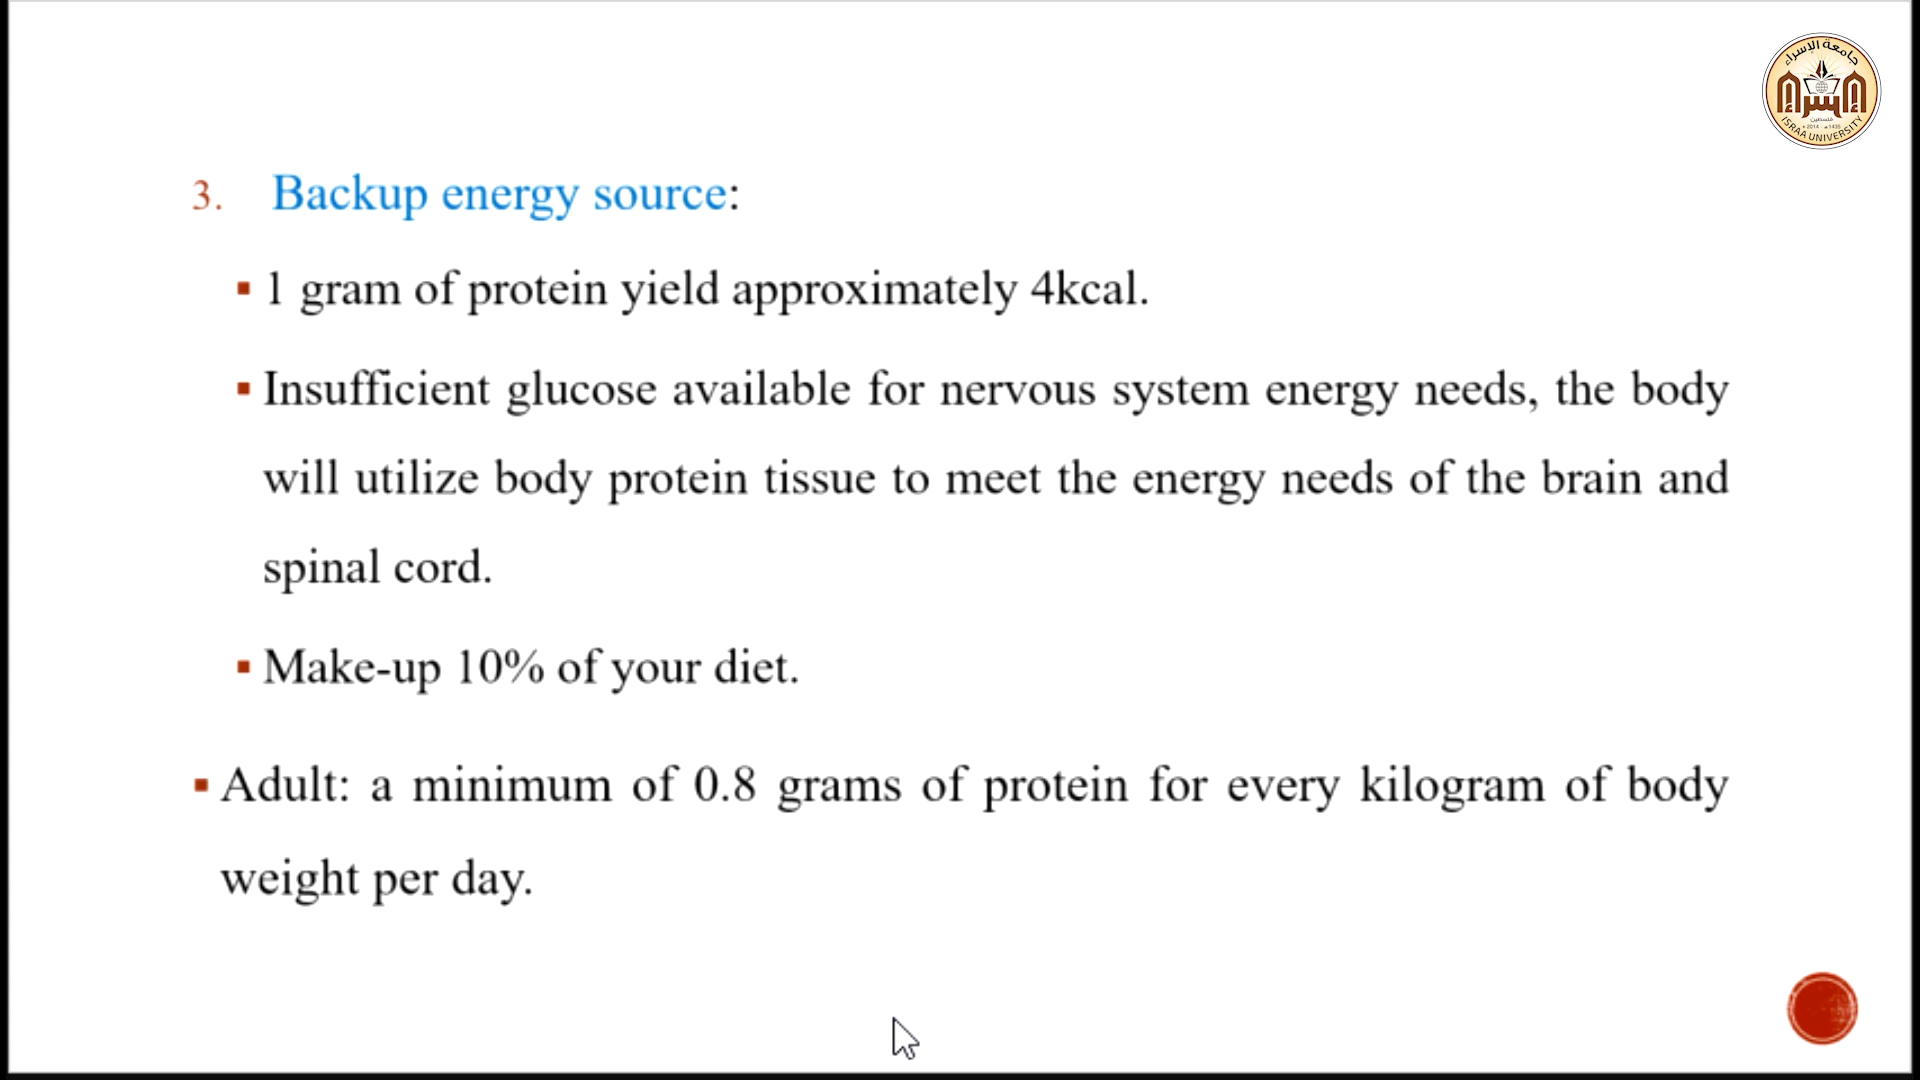 جامعة الإسراء
فلسطين
ISRAA UNIVERSITY
3. Backup energy source:
▪ 1 gram of protein yield approximately 4kcal.
▪ Insufficient glucose available for nervous system energy needs, the body
will utilize body protein tissue to meet the energy needs of the brain and
spinal cord.
▪ Make-up 10% of your diet.
▪ Adult: a minimum of 0.8 grams of protein for every kilogram of body
weight per day.